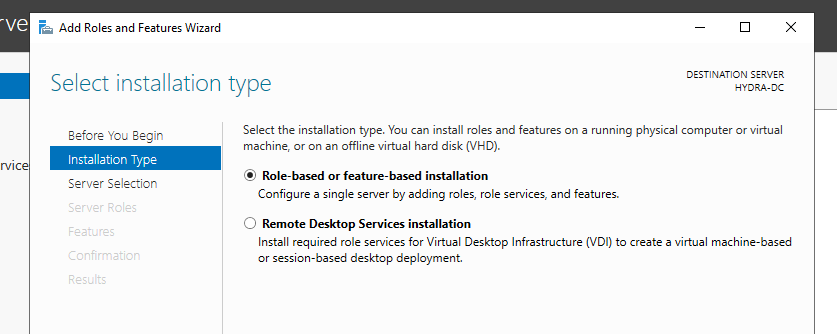 erve
Add Roles and Features Wizard
Select installation type
DESTINATION SERVER
HYDRA-DC
Before You Begin
Installation Type
Server Selection
Server Roles
Features
Confirmation
Results
rvice
Select the installation type. You can install roles and features on a running physical computer or virtual
machine, or on an offline virtual hard disk (VHD).
Role-based or feature-based installation
Configure a single server by adding roles, role services, and features.
Remote Desktop Services installation
Install required role services for Virtual Desktop Infrastructure (VDI) to create a virtual machine-based
or session-based desktop deployment.